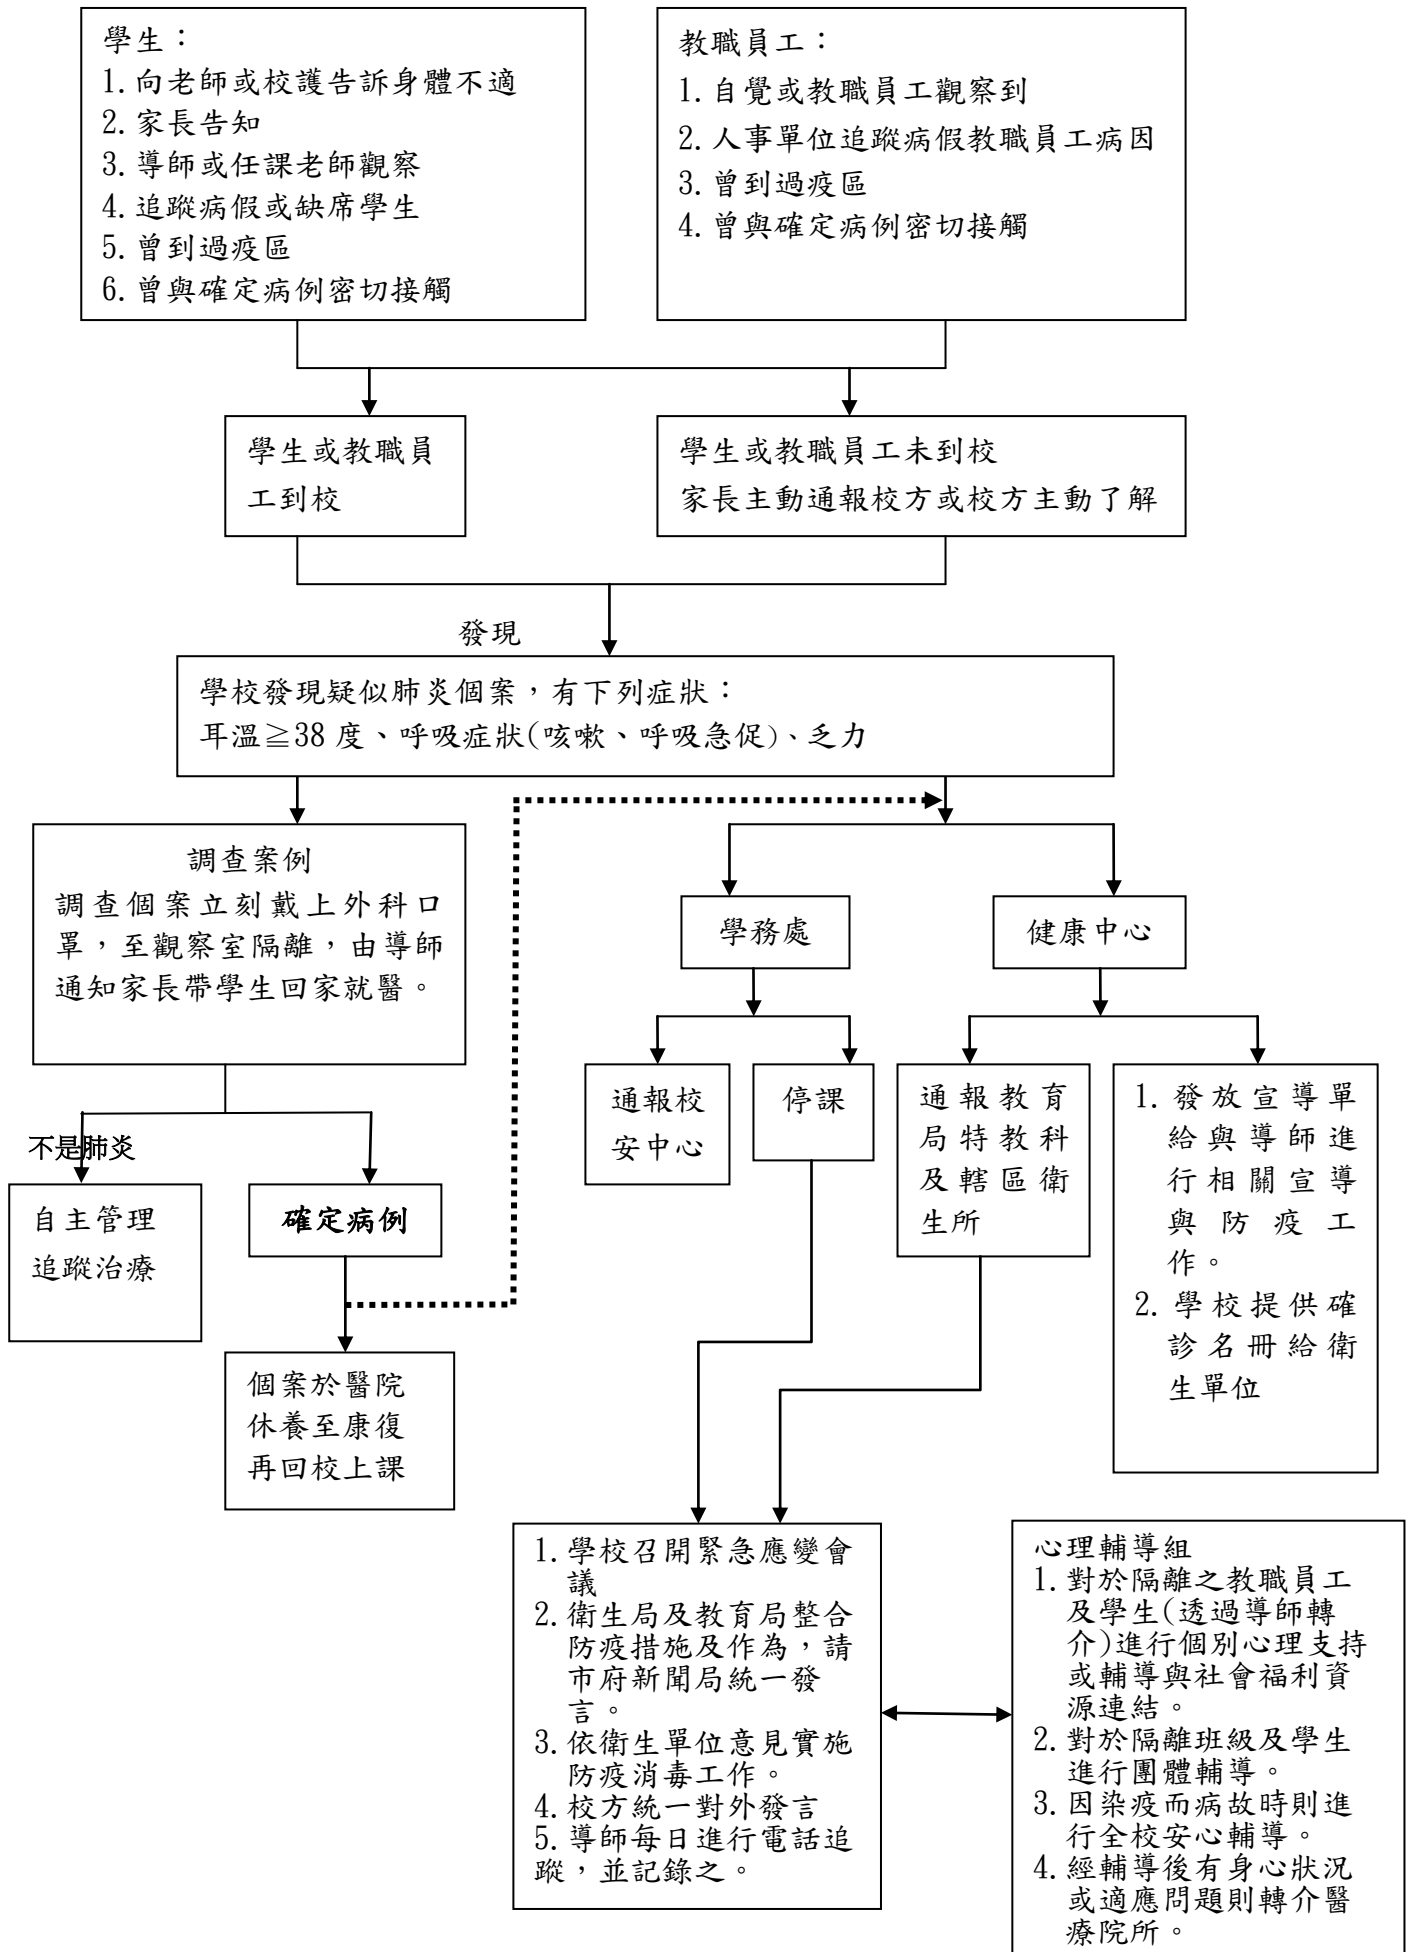 學生：
1.向老師或校護告訴身體不適
2.家長告知
3.導師或任課老師觀察
4.追蹤病假或缺席學生
5.曾到過疫區
6.曾與確定病例密切接觸
教職員工：
1.自覺或教職員工觀察到
2.人事單位追蹤病假教職員工病因
3.曾到過疫區
4.曾與確定病例密切接觸
學生或教職員
工到校
學生或教職員工未到校
家長主動通報校方或校方主動了解
發現
學校發現疑似肺炎個案，有下列症狀：
耳溫≧38 度、呼吸症狀(咳嗽、呼吸急促)、乏力
調查案例
調查個案立刻戴上外科口
罩，至觀察室隔離，由導師
通知家長帶學生回家就醫。
學務處
健康中心
通報校
安中心
停課
通報教育
局特教科
及轄區衛
生所
1. 發放宣導單
給與導師進
行相關宣導
與防疫工
作。
2. 學校提供確
診名冊給衛
生單位
不是肺炎
自主管理
追蹤治療
確定病例
個案於醫院
休養至康復
再回校上課
1.學校召開緊急應變會
議
2.衛生局及教育局整合
防疫措施及作為，請
市府新聞局統一發
言。
3.依衛生單位意見實施
防疫消毒工作。
4.校方統一對外發言
5.導師每日進行電話追
蹤，並記錄之。
心理輔導組
1.對於隔離之教職員工
及學生(透過導師轉
介)進行個別心理支持
或輔導與社會福利資
源連結。
2.對於隔離班級及學生
進行團體輔導。
3.因染疫而病故時則進
行全校安心輔導。
4.經輔導後有身心狀況
或適應問題則轉介醫
療院所。